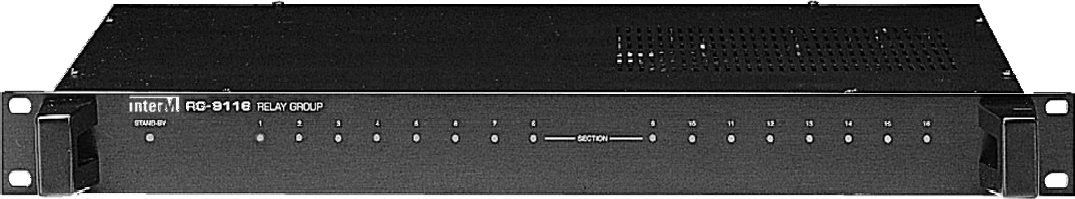 interM RG-9116 RELAY GROUP
STAND-BY 1 2 3 4 5 6 7 8 SECTION 9 10 11 12 13 14 15 16